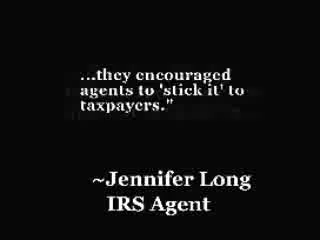 ...they encouraged
agents to 'stick it' to
taxpayers."
~Jennifer Long
IRS Agent